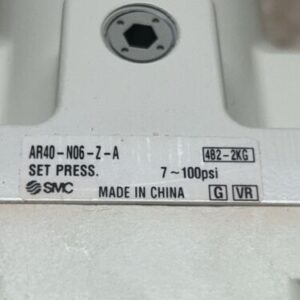 AR40-N06-Z-A 4B2-2KG
SET PRESS. 7~100psi
SMC MADE IN CHINA G VR